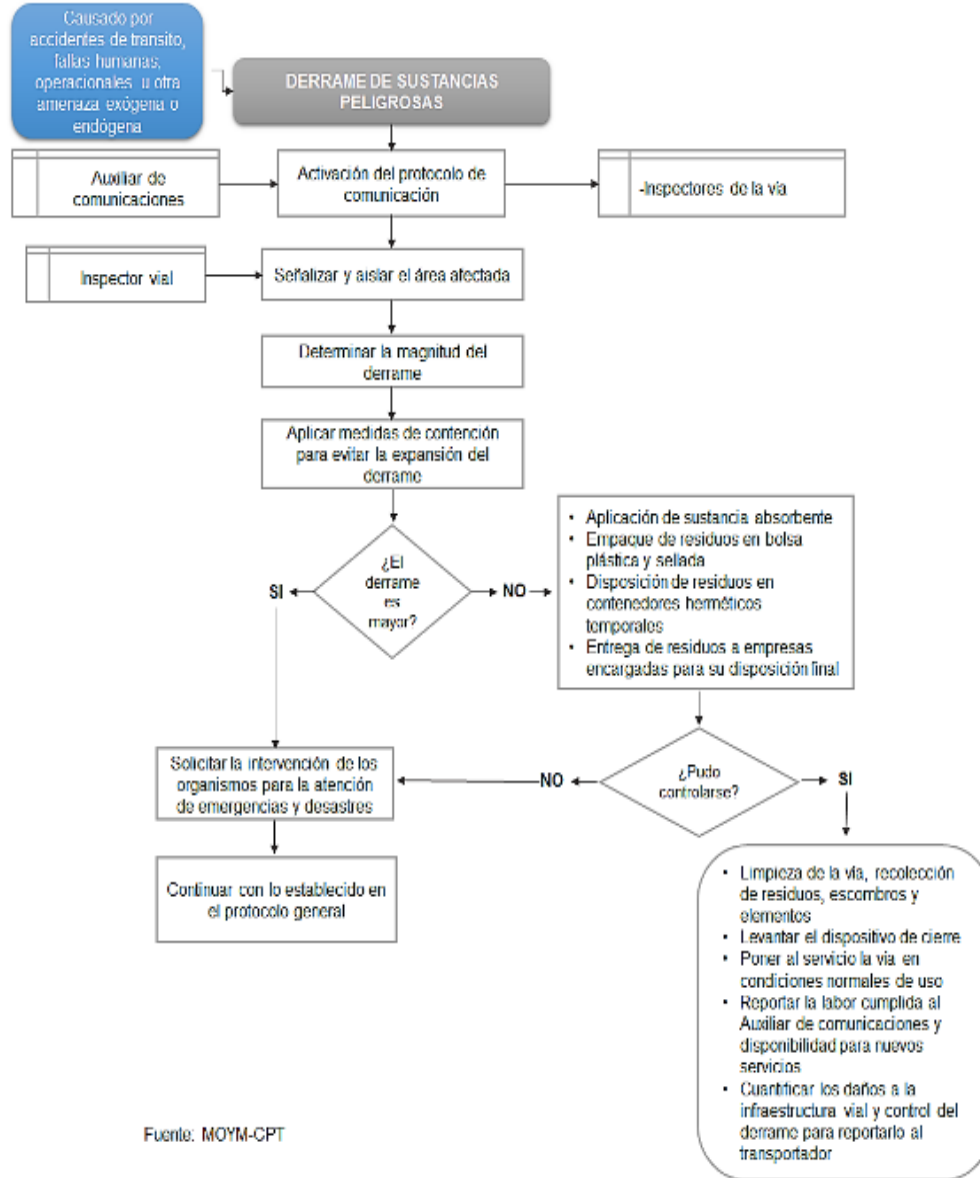 Causado por
accidentes de transito,
fallas humanas,
operacionales u otra
amenaza exógena o
endógena
DERRAME DE SUSTANCIAS
PELIGROSAS
Auxiliar de
comunicaciones
Activación del protocolo de
comunicación
-Inspectores de la vía
Inspector vial
Señalizar y aislar el área afectada
Determinar la magnitud del
derrame
Aplicar medidas de contención
para evitar la expansión del
derrame
¿El
derrame
es
mayor?
SI
NO
• Aplicación de sustancia absorbente
• Empaque de residuos en bolsa
plástica y sellada
• Disposición de residuos en
contenedores herméticos
temporales
• Entrega de residuos a empresas
encargadas para su disposición final
Solicitar la intervención de los
organismos para la atención
de emergencias y desastres
NO
¿Pudo
controlarse?
SI
Continuar con lo establecido en
el protocolo general
• Limpieza de la vía, recolección
de residuos, escombros y
elementos
• Levantar el dispositivo de cierre
• Poner al servicio la vía en
condiciones normales de uso
• Reportar la labor cumplida al
Auxiliar de comunicaciones y
disponibilidad para nuevos
servicios
• Cuantificar los daños a la
infraestructura vial y control del
derrame para reportarlo al
transportador
Fuente: MOYM-CPT